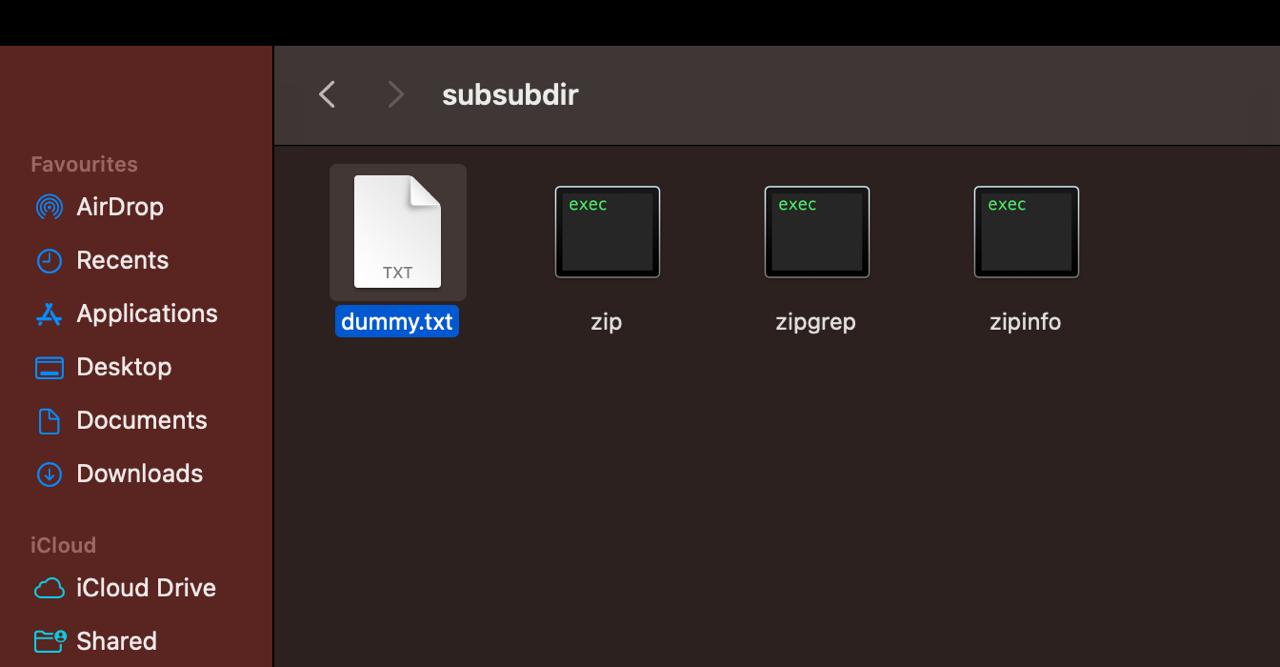 subsubdir
Favourites
AirDrop
Recents
Applications
Desktop
Documents
Downloads
iCloud
iCloud Drive
Shared
TXT
exec
exec
exec
dummy.txt
zip
zipgrep
zipinfo